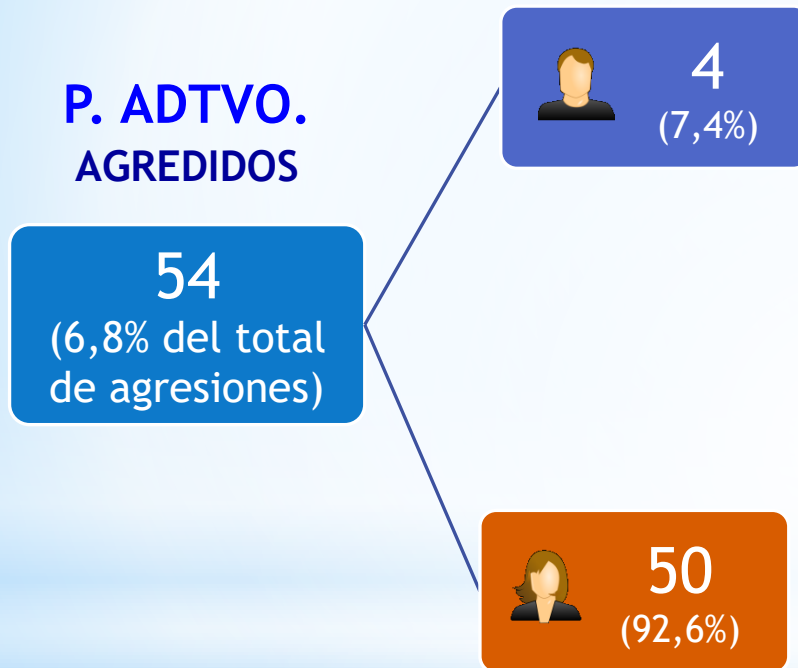 P. ADTVO.
AGREDIDOS
54
(6,8% del total
de agresiones)
4
(7,4%)
50
(92,6%)